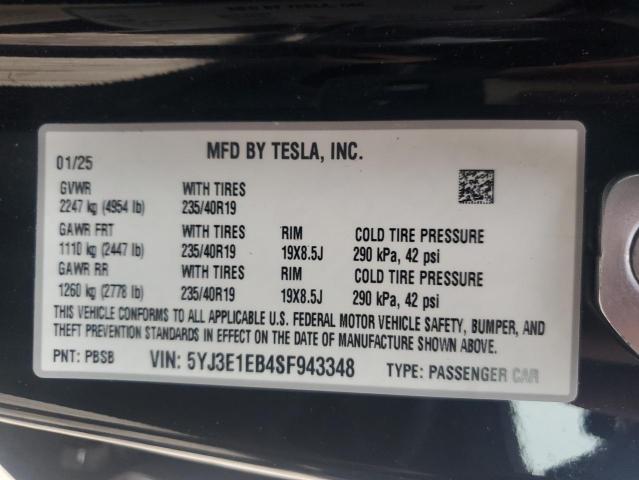 MFD BY TESLA, INC.
01/25
GVWR WITH TIRES
2247 kg (4954 lb) 235/40R19
GAWR FRT WITH TIRES RIM COLD TIRE PRESSURE
1110 kg (2447 lb) 235/40R19 19X8.5J 290 kPa, 42 psi
GAWR RR WITH TIRES RIM COLD TIRE PRESSURE
1260 kg (2778 lb) 235/40R19 19X8.5J 290 kPa, 42 psi
THIS VEHICLE CONFORMS TO ALL APPLICABLE U.S. FEDERAL MOTOR VEHICLE SAFETY, BUMPER, AND
THEFT PREVENTION STANDARDS IN EFFECT ON THE DATE OF MANUFACTURE SHOWN ABOVE.
PNT: PBSB VIN: 5YJ3E1EB4SF943348 TYPE: PASSENGER CAR